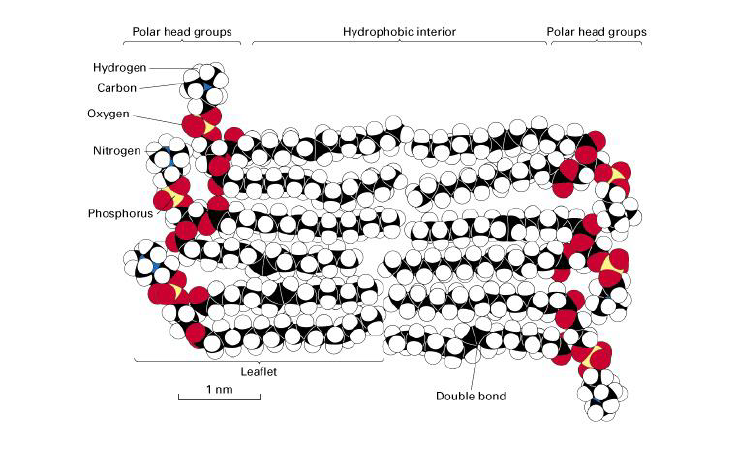 Polar head groups
Hydrophobic interior
Polar head groups
Hydrogen
Carbon
Oxygen
Nitrogen
Phosphorus
Leaflet
1 nm
Double bond